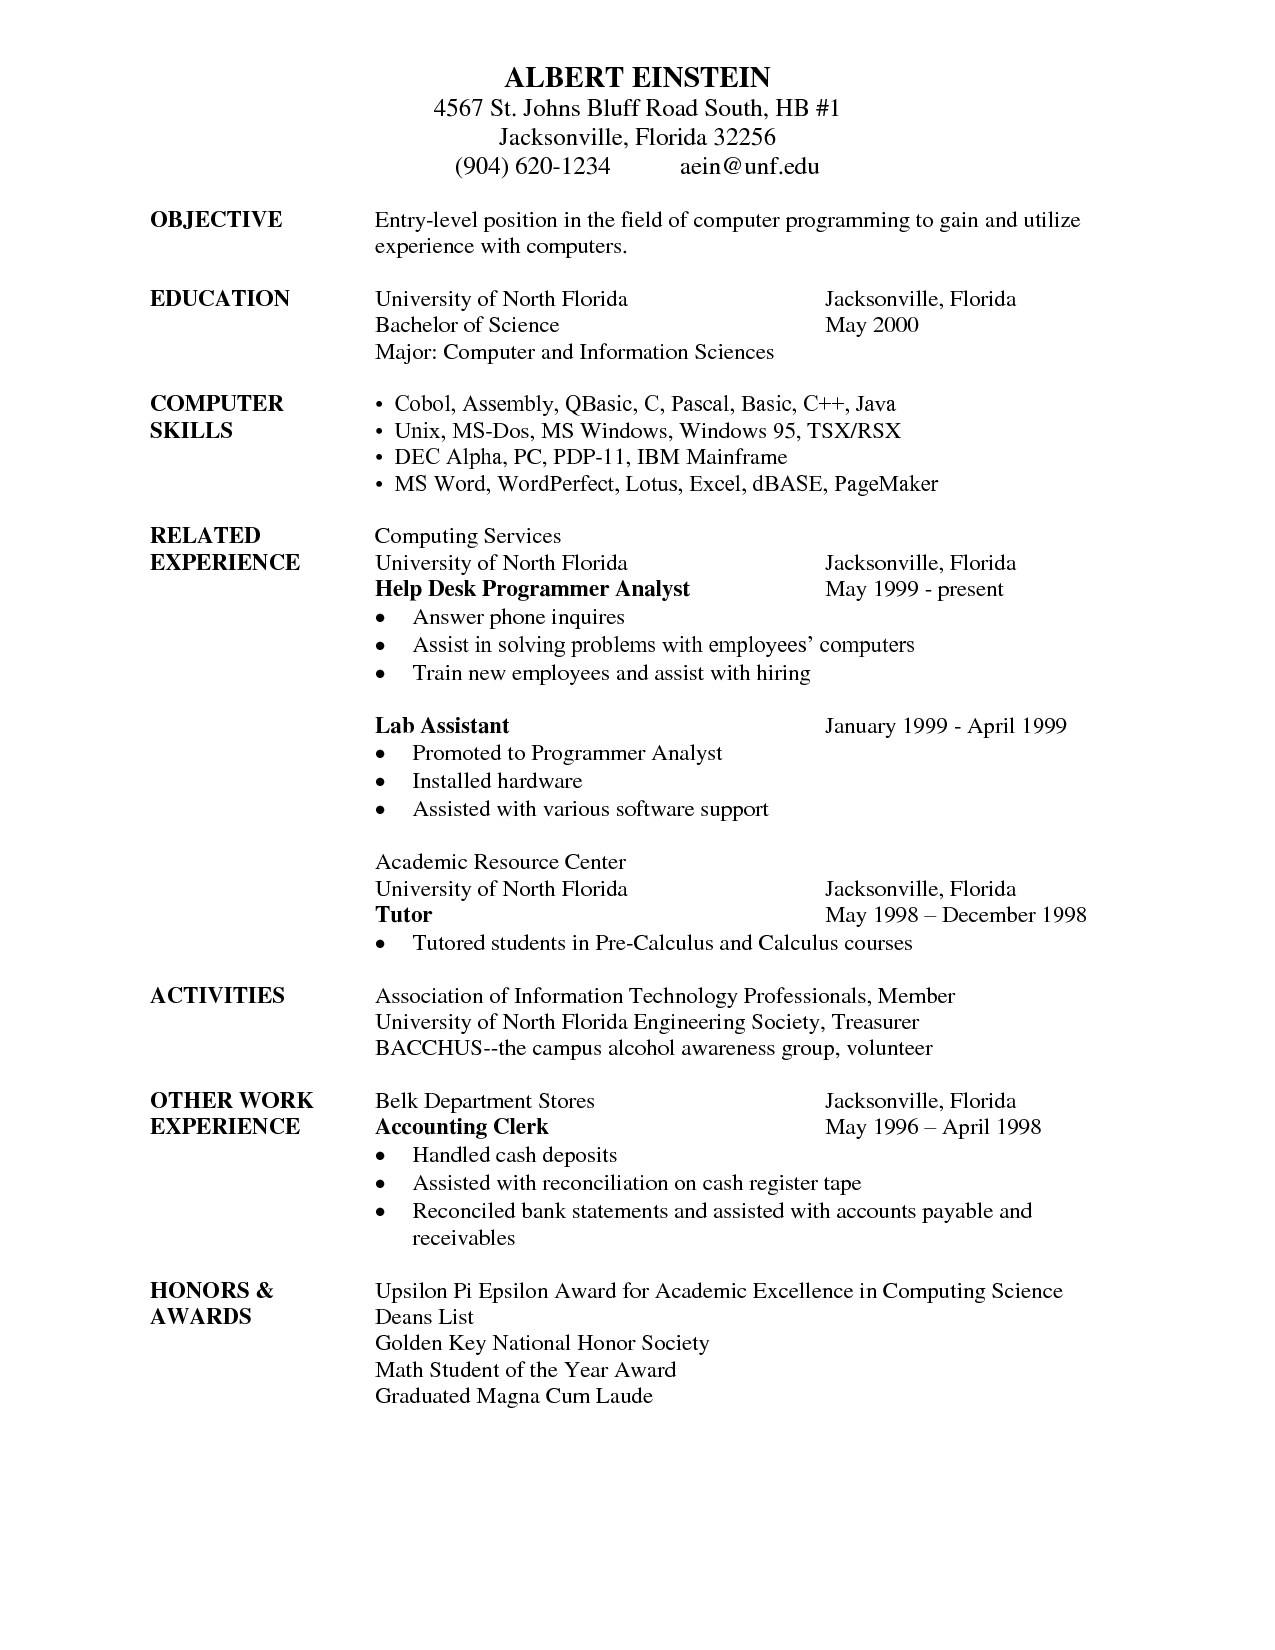 ALBERT EINSTEIN
4567 St. Johns Bluff Road South, HB #1
Jacksonville, Florida 32256
(904) 620-1234 aein@unf.edu
OBJECTIVE Entry-level position in the field of computer programming to gain and utilize
experience with computers.
EDUCATION University of North Florida Jacksonville, Florida
Bachelor of Science May 2000
Major: Computer and Information Sciences
COMPUTER • Cobol, Assembly, QBasic, C, Pascal, Basic, C++, Java
SKILLS • Unix, MS-Dos, MS Windows, Windows 95, TSX/RSX
• DEC Alpha, PC, PDP-11, IBM Mainframe
• MS Word, WordPerfect, Lotus, Excel, dBASE, PageMaker
RELATED Computing Services
EXPERIENCE University of North Florida Jacksonville, Florida
Help Desk Programmer Analyst May 1999 - present
• Answer phone inquires
• Assist in solving problems with employees’ computers
• Train new employees and assist with hiring
Lab Assistant January 1999 - April 1999
• Promoted to Programmer Analyst
• Installed hardware
• Assisted with various software support
Academic Resource Center
University of North Florida Jacksonville, Florida
Tutor May 1998 – December 1998
• Tutored students in Pre-Calculus and Calculus courses
ACTIVITIES Association of Information Technology Professionals, Member
University of North Florida Engineering Society, Treasurer
BACCHUS--the campus alcohol awareness group, volunteer
OTHER WORK Belk Department Stores Jacksonville, Florida
EXPERIENCE Accounting Clerk May 1996 – April 1998
• Handled cash deposits
• Assisted with reconciliation on cash register tape
• Reconciled bank statements and assisted with accounts payable and
receivables
HONORS & Upsilon Pi Epsilon Award for Academic Excellence in Computing Science
AWARDS Deans List
Golden Key National Honor Society
Math Student of the Year Award
Graduated Magna Cum Laude